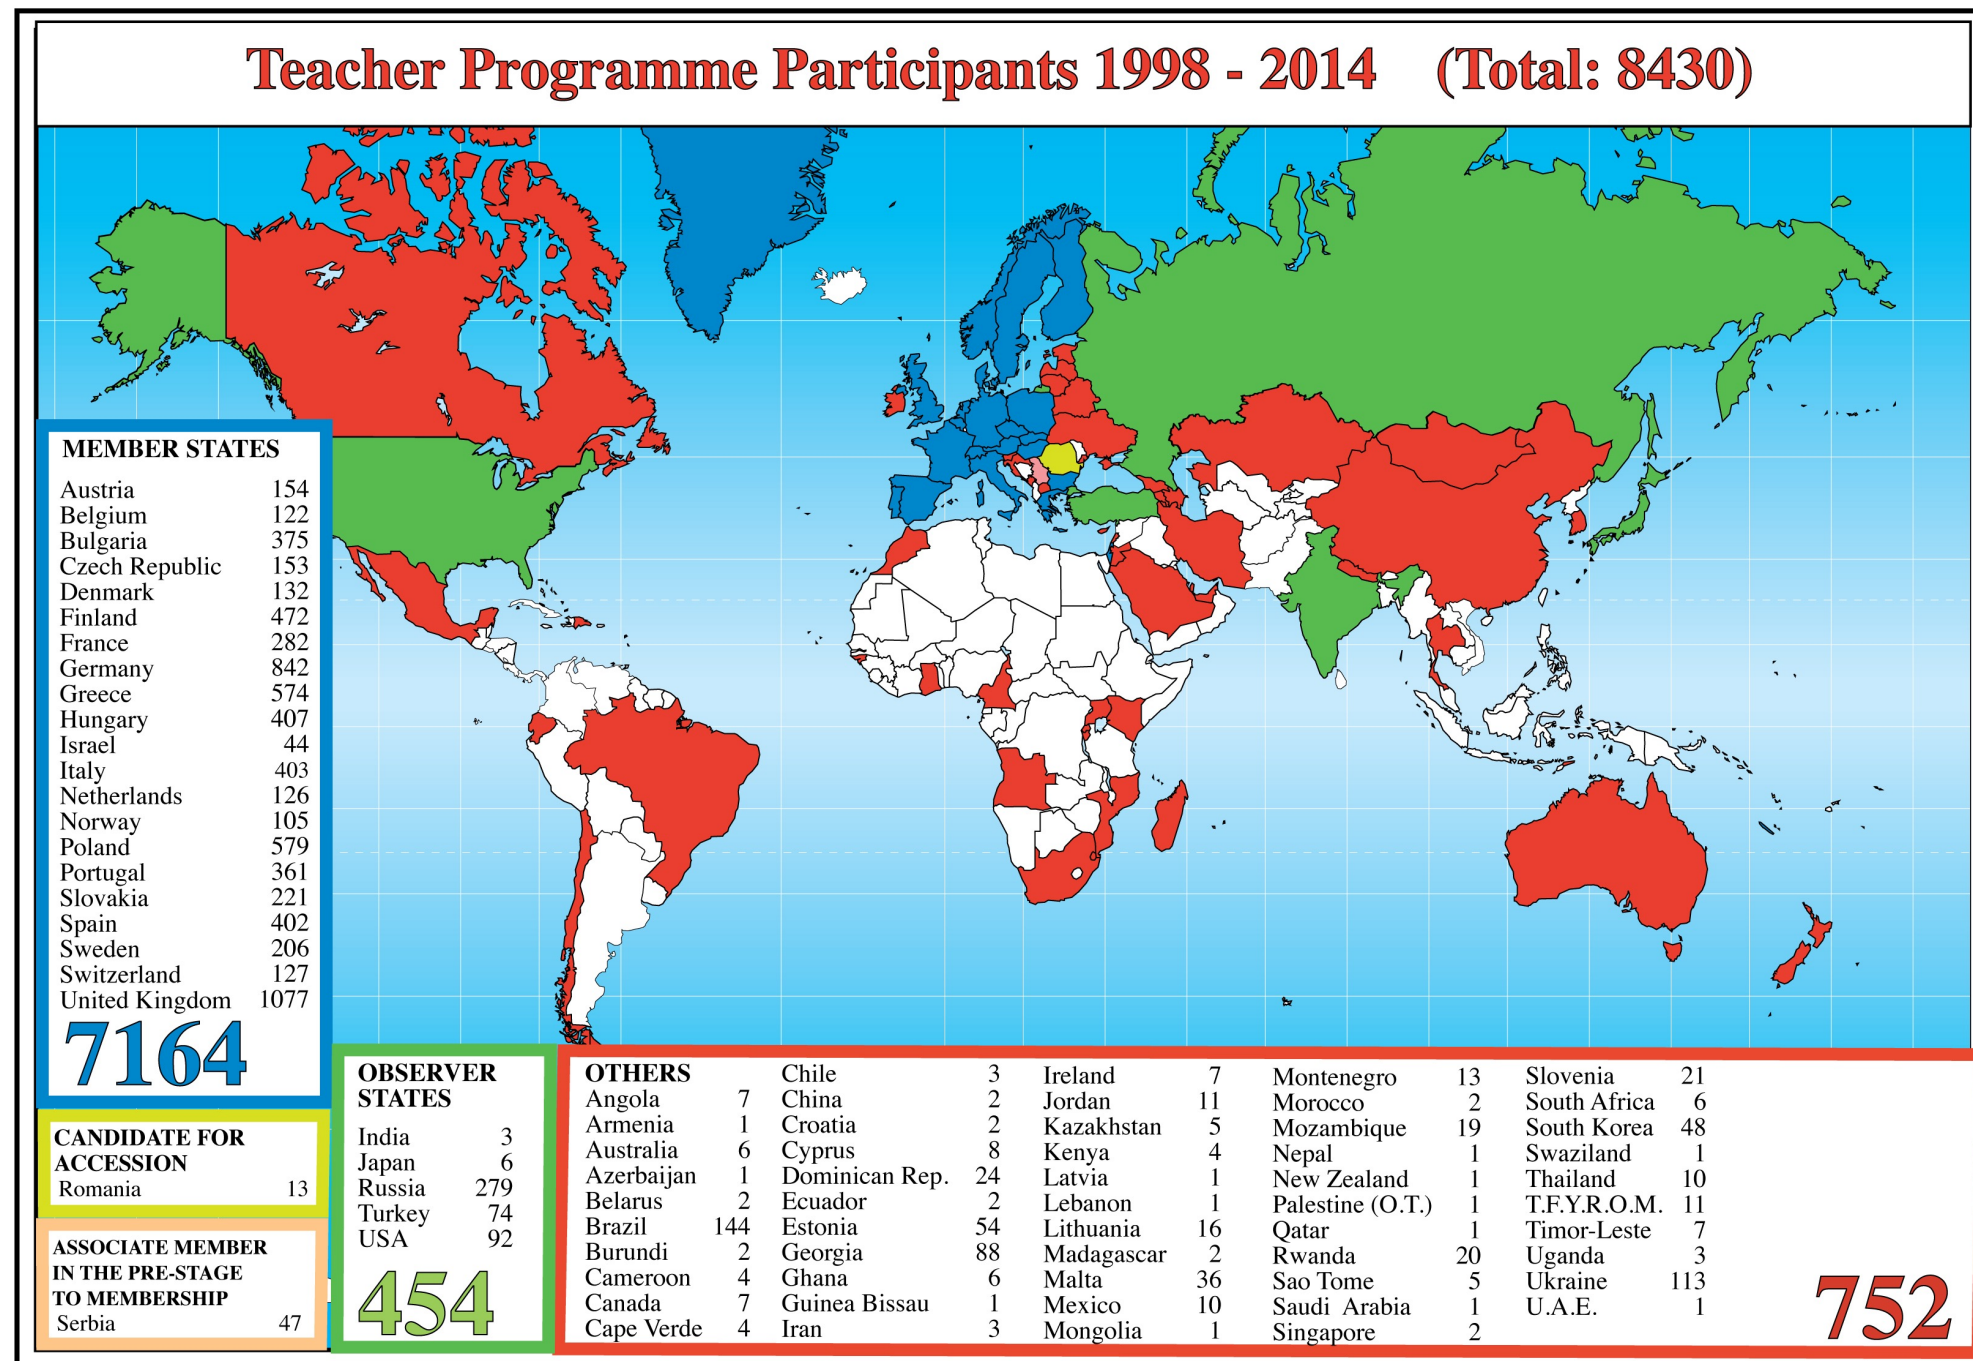 Teacher Programme Participants 1998 - 2014 (Total: 8430)
MEMBER STATES
Austria 154
Belgium 122
Bulgaria 375
Czech Republic 153
Denmark 132
Finland 472
France 282
Germany 842
Greece 574
Hungary 407
Israel 44
Italy 403
Netherlands 126
Norway 105
Poland 579
Portugal 361
Slovakia 221
Spain 402
Sweden 206
Switzerland 127
United Kingdom 1077
7164
CANDIDATE FOR
ACCESSION
Romania 13
ASSOCIATE MEMBER
IN THE PRE-STAGE
TO MEMBERSHIP
Serbia 47
OBSERVER
STATES
India 3
Japan 6
Russia 279
Turkey 74
USA 92
454
OTHERS
Angola 7
Armenia 1
Australia 6
Azerbaijan 1
Belarus 2
Brazil 144
Burundi 2
Cameroon 4
Canada 7
Cape Verde 4
Chile 3
China 2
Croatia 2
Cyprus 8
Dominican Rep. 24
Ecuador 2
Estonia 54
Georgia 88
Ghana 6
Guinea Bissau 1
Iran 3
Ireland 7
Jordan 11
Kazakhstan 5
Kenya 4
Latvia 1
Lebanon 1
Lithuania 16
Madagascar 2
Malta 36
Mexico 10
Mongolia 1
Montenegro 13
Morocco 2
Mozambique 19
Nepal 1
New Zealand 1
Palestine (O.T.) 1
Qatar 1
Rwanda 20
Sao Tome 5
Saudi Arabia 1
Singapore 2
Slovenia 21
South Africa 6
South Korea 48
Swaziland 1
Thailand 10
T.F.Y.R.O.M. 11
Timor-Leste 7
Uganda 3
Ukraine 113
U.A.E. 1
752